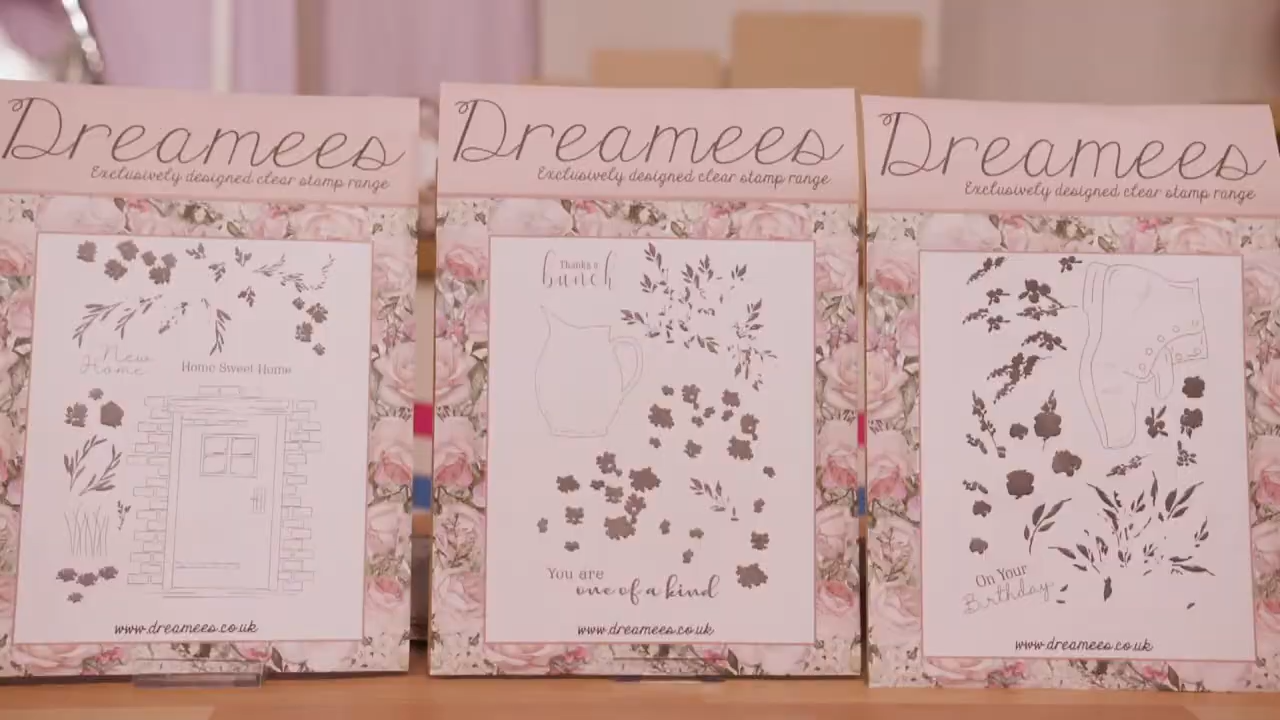 Dreamees
Exclusively designed clear stamp range
New
Home
Home Sweet Home
www.dreamees.co.uk
Dreamees
Exclusively designed clear stamp range
Thanks a
bunch
You are
one of a kind
www.dreamees.co.uk
Dreamees
Exclusively designed clear stamp range
On Your
Birthday
www.dreamees.co.uk